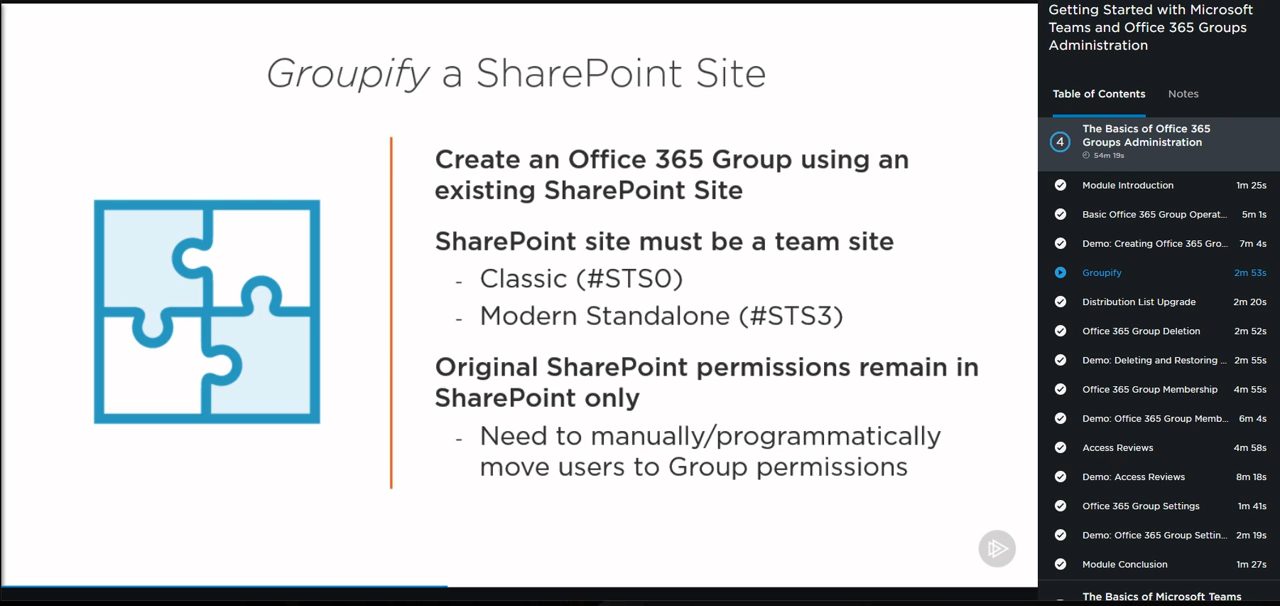 Groupify a SharePoint Site
Create an Office 365 Group using an
existing SharePoint Site
SharePoint site must be a team site
- Classic (#STS0)
- Modern Standalone (#STS3)
Original SharePoint permissions remain in
SharePoint only
- Need to manually/programmatically
move users to Group permissions
Getting Started with Microsoft
Teams and Office 365 Groups
Administration
Table of Contents Notes
4
The Basics of Office 365
Groups Administration
54m 19s
Module Introduction 1m 25s
Basic Office 365 Group Operat... 5m 1s
Demo: Creating Office 365 Gro... 7m 4s
Groupify 2m 53s
Distribution List Upgrade 2m 20s
Office 365 Group Deletion 2m 52s
Demo: Deleting and Restoring ... 2m 55s
Office 365 Group Membership 4m 55s
Demo: Office 365 Group Memb... 6m 4s
Access Reviews 4m 58s
Demo: Access Reviews 8m 18s
Office 365 Group Settings 1m 41s
Demo: Office 365 Group Settin... 2m 19s
Module Conclusion 1m 27s
The Basics of Microsoft Teams